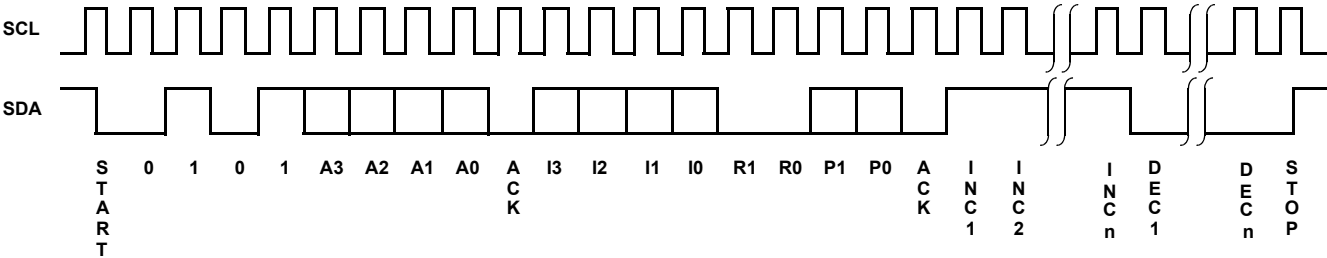 SCL
SDA
START 0 1 0 1 A3 A2 A1 A0 ACK I3 I2 I1 I0 R1 R0 P1 P0 ACK INC1 INC2 INCn DEC1 DECn STOP